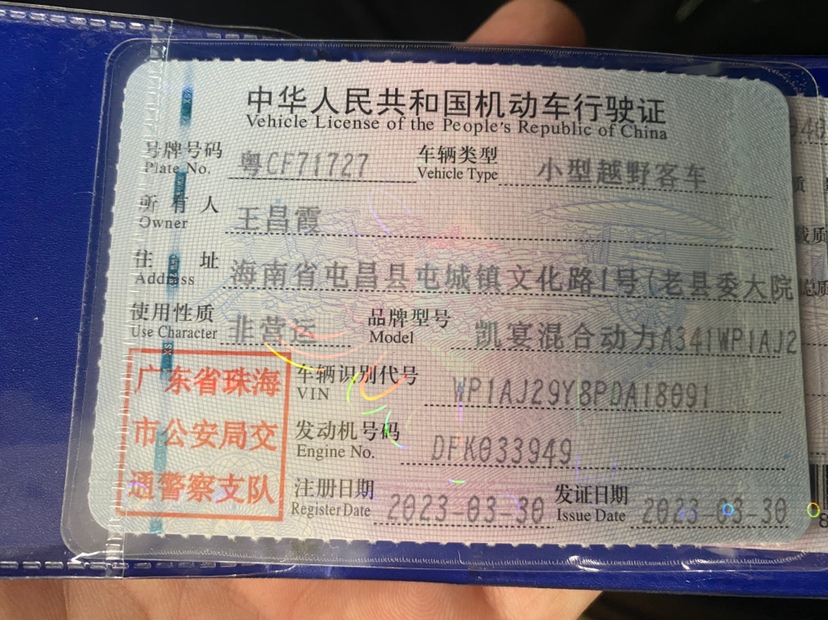 中华人民共和国机动车行驶证
Vehicle License of the People's Republic of China
号牌号码 粤CF71727 车辆类型 小型越野客车
Plate No. Vehicle Type
所有人 王昌霞
Owner
住址 海南省屯昌县屯城镇文化路1号(老县委大院
Address
使用性质 非营运 品牌型号 凯宴混合动力A341WP1AJ2
Use Character Model
广东省珠海
市公安局交
通警察支队
车辆识别代号 WP1AJ29Y8PDA18091
VIN
发动机号码 DFK033949
Engine No.
注册日期 2023-03-30 发证日期 2023-03-30
Register Date Issue Date